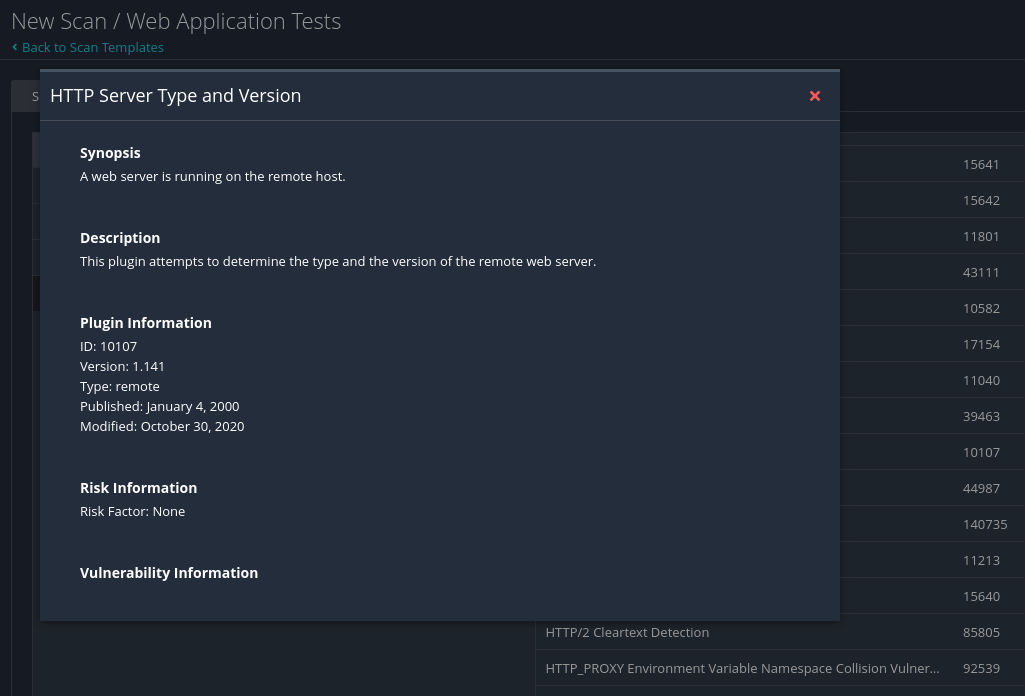 New Scan / Web Application Tests
‹ Back to Scan Templates
S
HTTP Server Type and Version
Synopsis
A web server is running on the remote host.
Description
This plugin attempts to determine the type and the version of the remote web server.
Plugin Information
ID: 10107
Version: 1.141
Type: remote
Published: January 4, 2000
Modified: October 30, 2020
Risk Information
Risk Factor: None
Vulnerability Information
15641
15642
11801
43111
10582
17154
11040
39463
10107
44987
140735
11213
15640
HTTP/2 Cleartext Detection 85805
HTTP_PROXY Environment Variable Namespace Collision Vulner... 92539